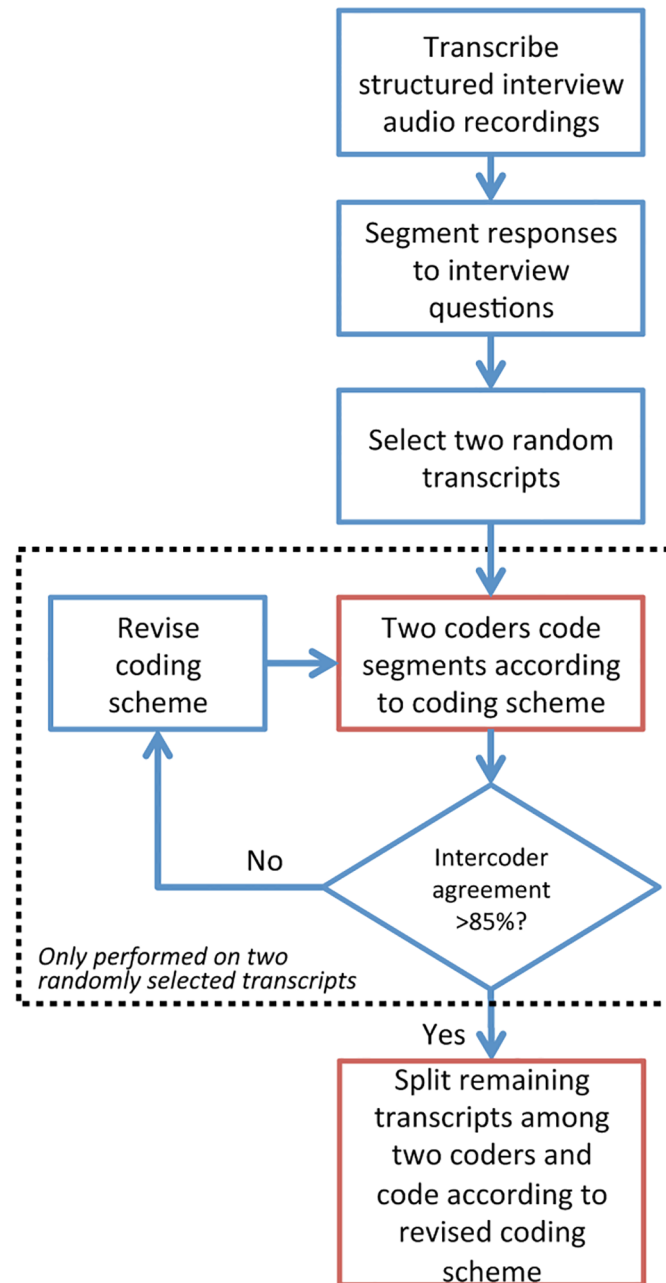 Transcribe
structured interview
audio recordings
Segment responses
to interview
questions
Select two random
transcripts
Revise
coding
scheme
Two coders code
segments according
to coding scheme
No
Intercoder
agreement
>85%?
Only performed on two
randomly selected transcripts
Yes
Split remaining
transcripts among
two coders and
code according to
revised coding
scheme